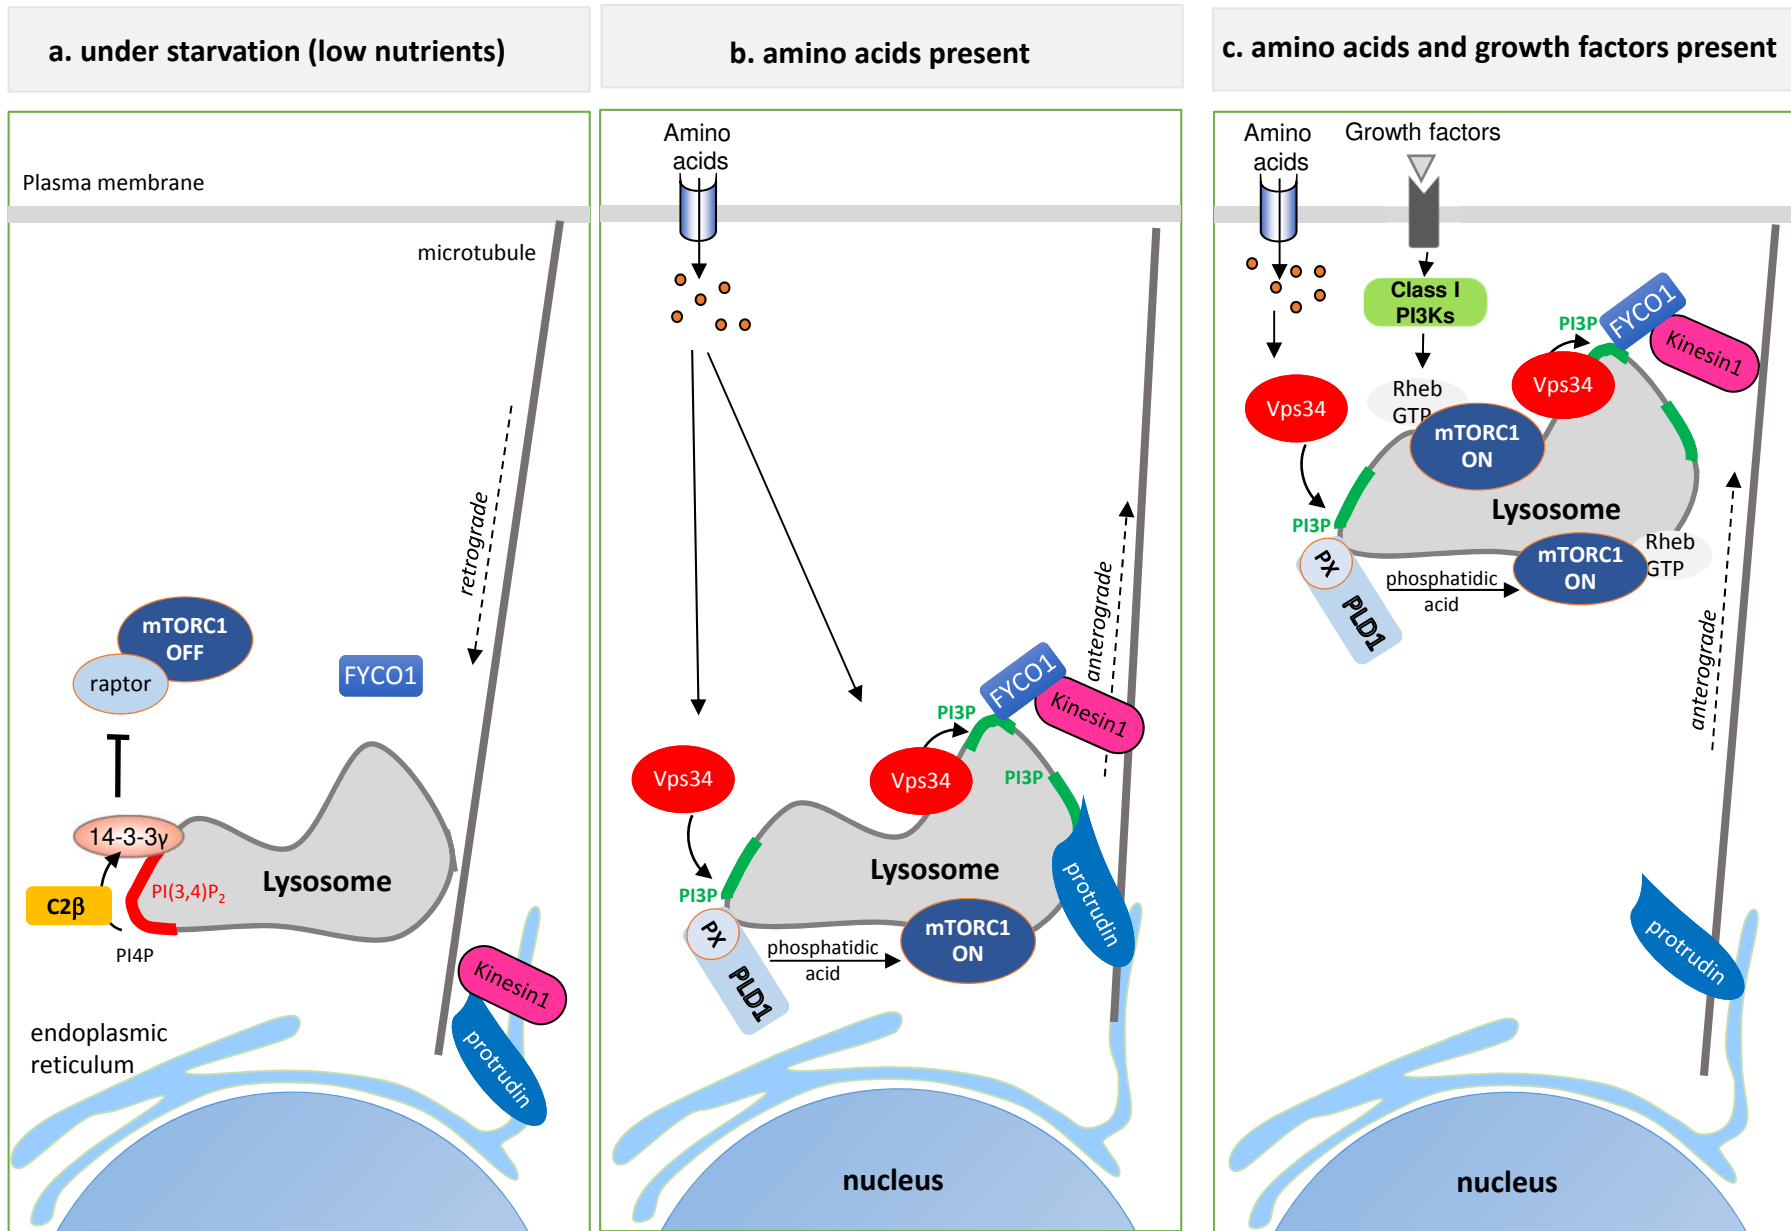 a. under starvation (low nutrients)
Plasma membrane
microtubule
retrograde
mTORC1
OFF
raptor
FYCO1
14-3-3γ
PI(3,4)P2
Lysosome
C2β
PI4P
Kinesin1
protrudin
endoplasmic
reticulum
b. amino acids present
Amino
acids
anterograde
FYCO1
Kinesin1
PI3P
Vps34
Vps34
PI3P
Lysosome
PI3P
protrudin
PX
PLD1
phosphatidic
acid
mTORC1
ON
nucleus
c. amino acids and growth factors present
Amino
acids
Growth factors
Class I
PI3Ks
PI3P
FYCO1
Kinesin1
Vps34
Rheb
GTP
Vps34
mTORC1
ON
Lysosome
PI3P
PX
PLD1
phosphatidic
acid
mTORC1
ON
Rheb
GTP
anterograde
protrudin
nucleus